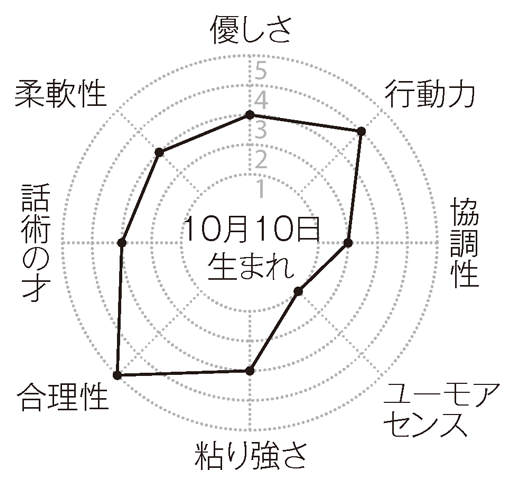 優しさ
行動力
協調性
ユーモア
センス
粘り強さ
合理性
話術の才
柔軟性
5
4
3
2
1
10月10日
生まれ